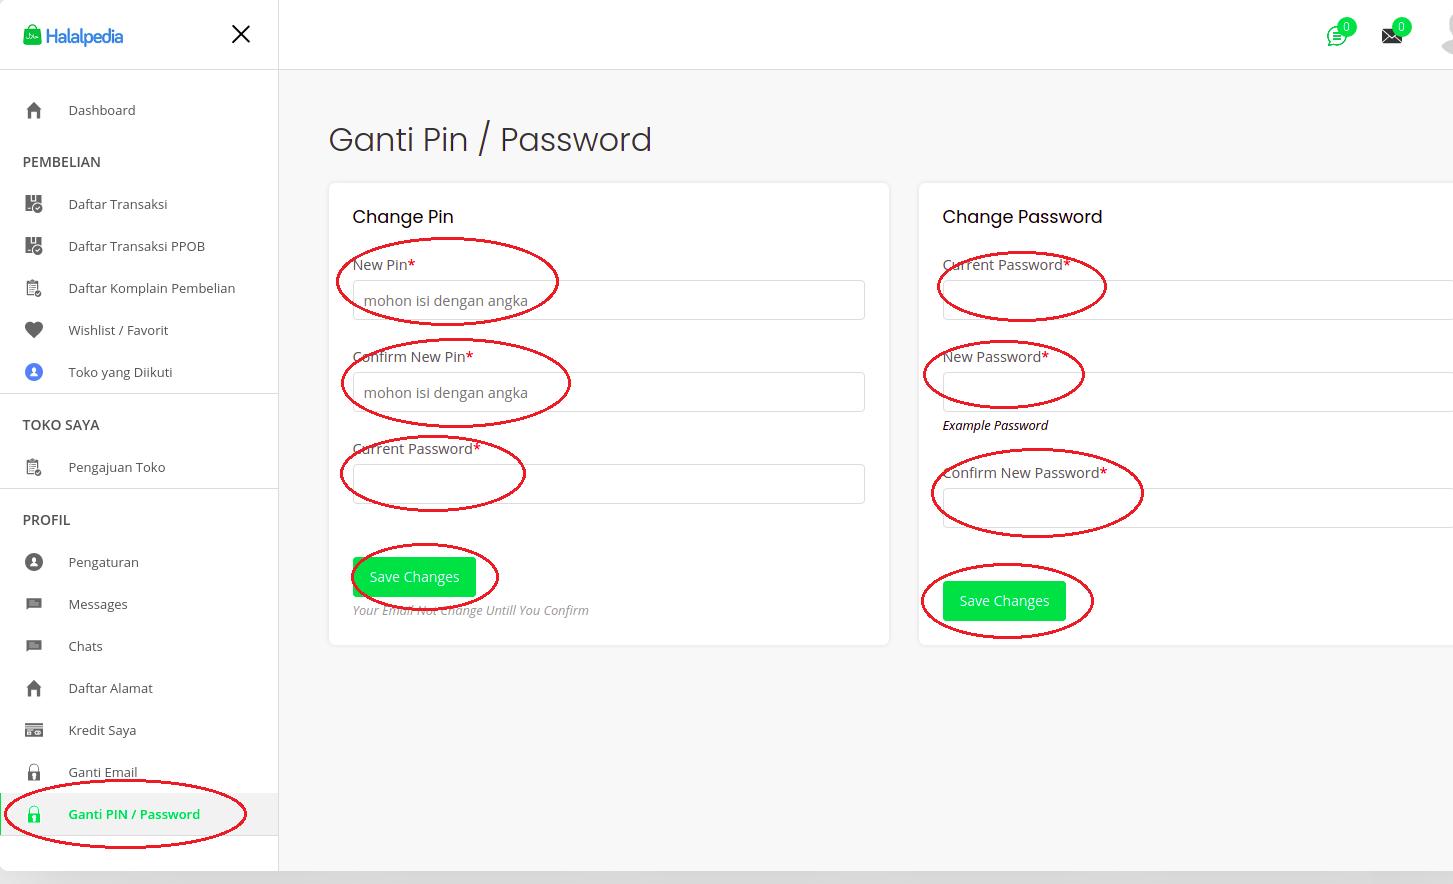 Halalpedia
0
0
Dashboard
PEMBELIAN
Daftar Transaksi
Daftar Transaksi PPOB
Daftar Komplain Pembelian
Wishlist / Favorit
Toko yang Diikuti
TOKO SAYA
Pengajuan Toko
PROFIL
Pengaturan
Messages
Chats
Daftar Alamat
Kredit Saya
Ganti Email
Ganti PIN / Password
Ganti Pin / Password
Change Pin
New Pin*
mohon isi dengan angka
Confirm New Pin*
mohon isi dengan angka
Current Password*
Save Changes
Your Email Not Change Untill You Confirm
Change Password
Current Password*
New Password*
Example Password
Confirm New Password*
Save Changes